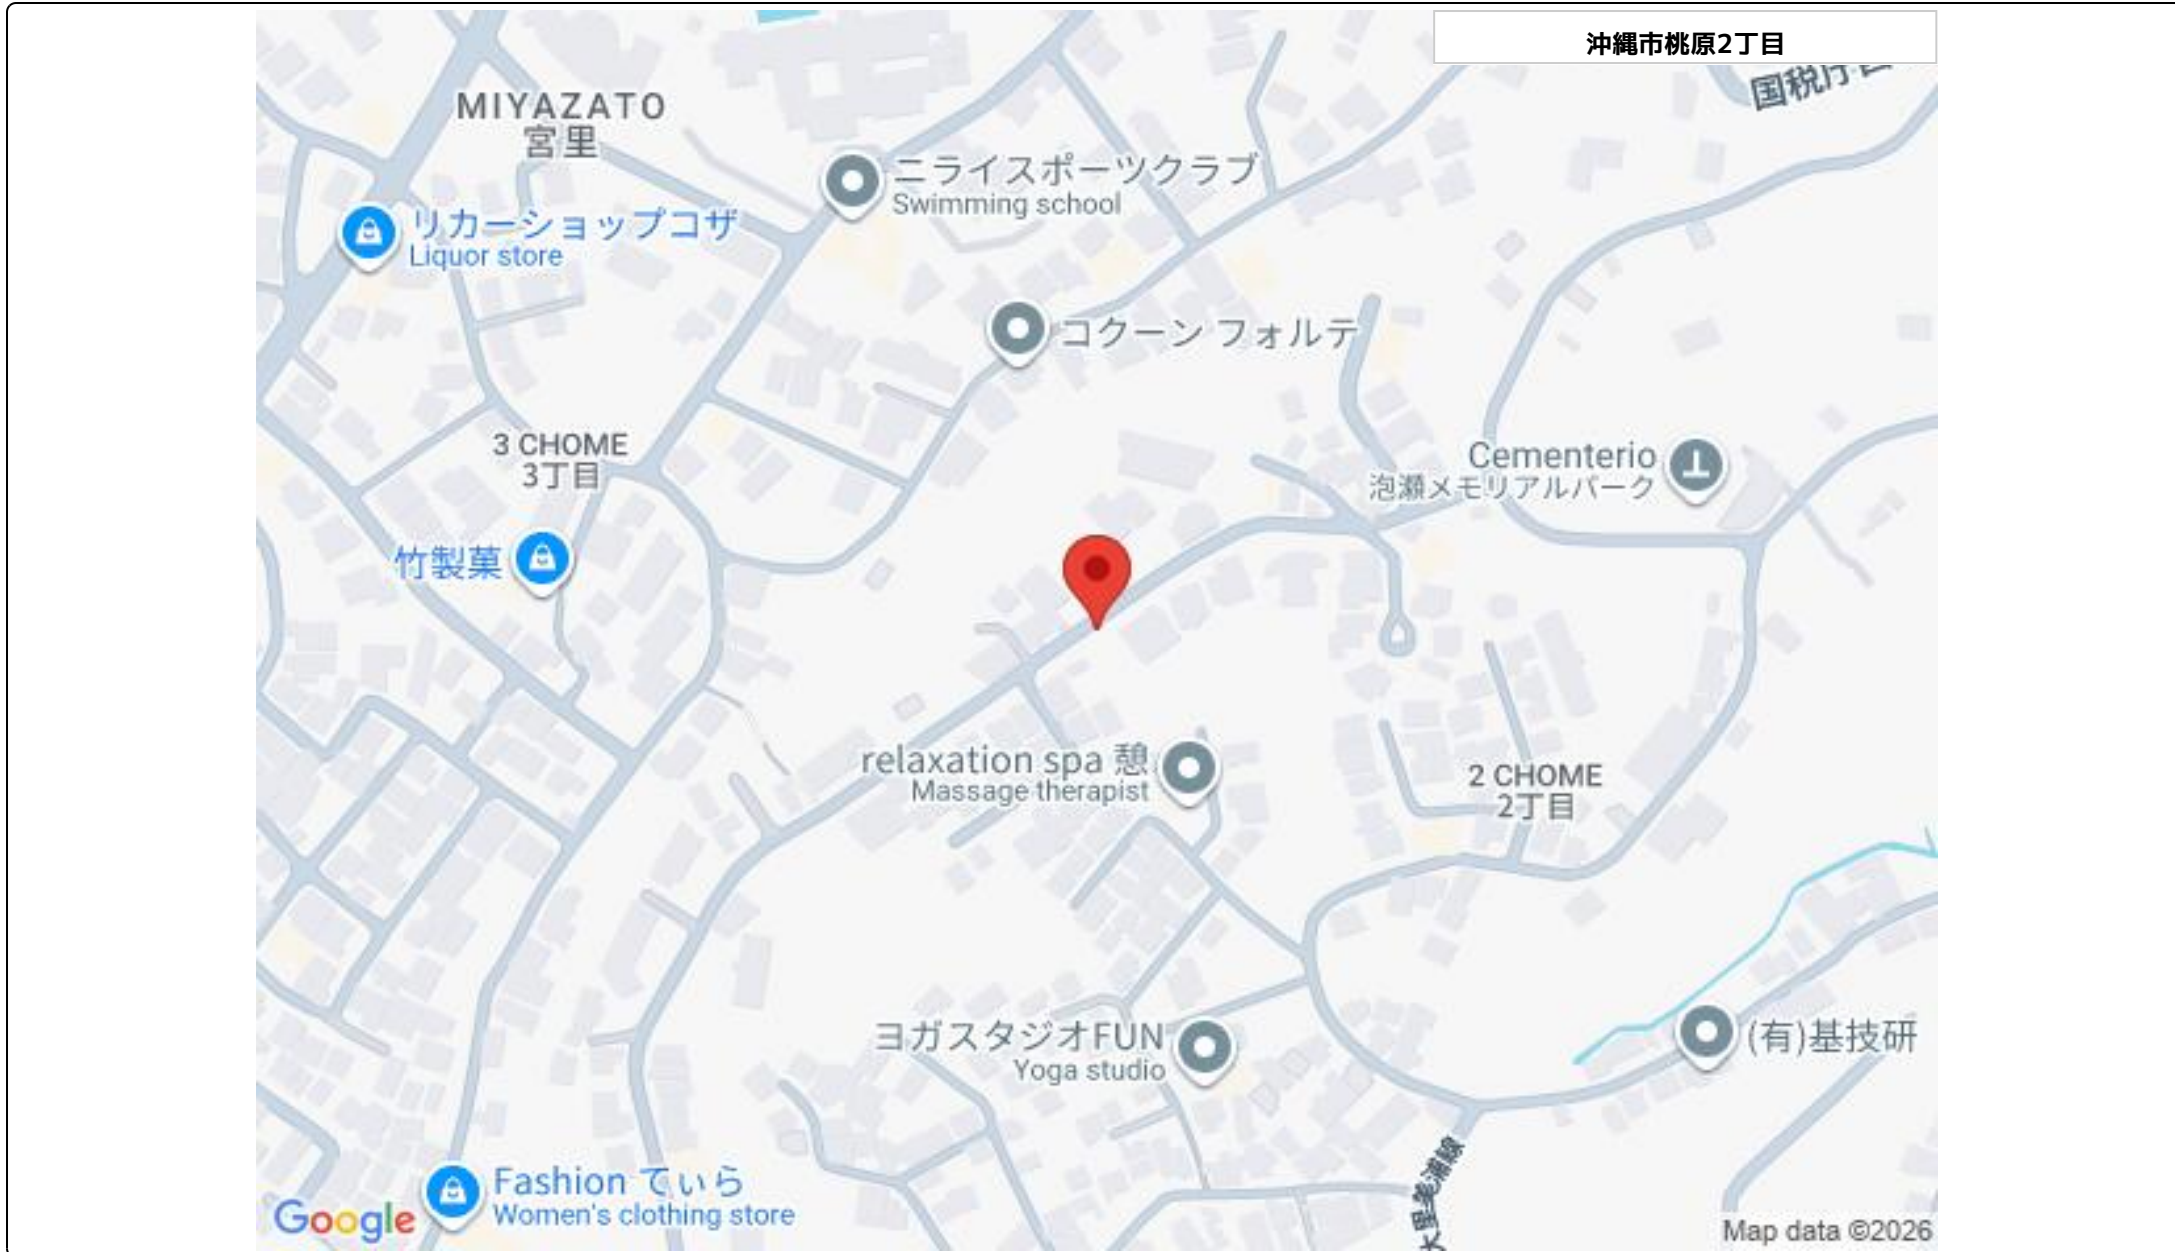 沖縄市桃原2丁目
国税庁
MIYAZATO
宮里
ニライスポーツクラブ
Swimming school
リカーショップコザ
Liquor store
コクーン フォルテ
3 CHOME
3丁目
Cementerio
泡瀬メモリアルパーク
竹製菓
relaxation spa 憩
Massage therapist
2 CHOME
2丁目
ヨガスタジオFUN
Yoga studio
(有)基技研
大里美浦線
Fashion てぃら
Women's clothing store
Google
Map data ©2026